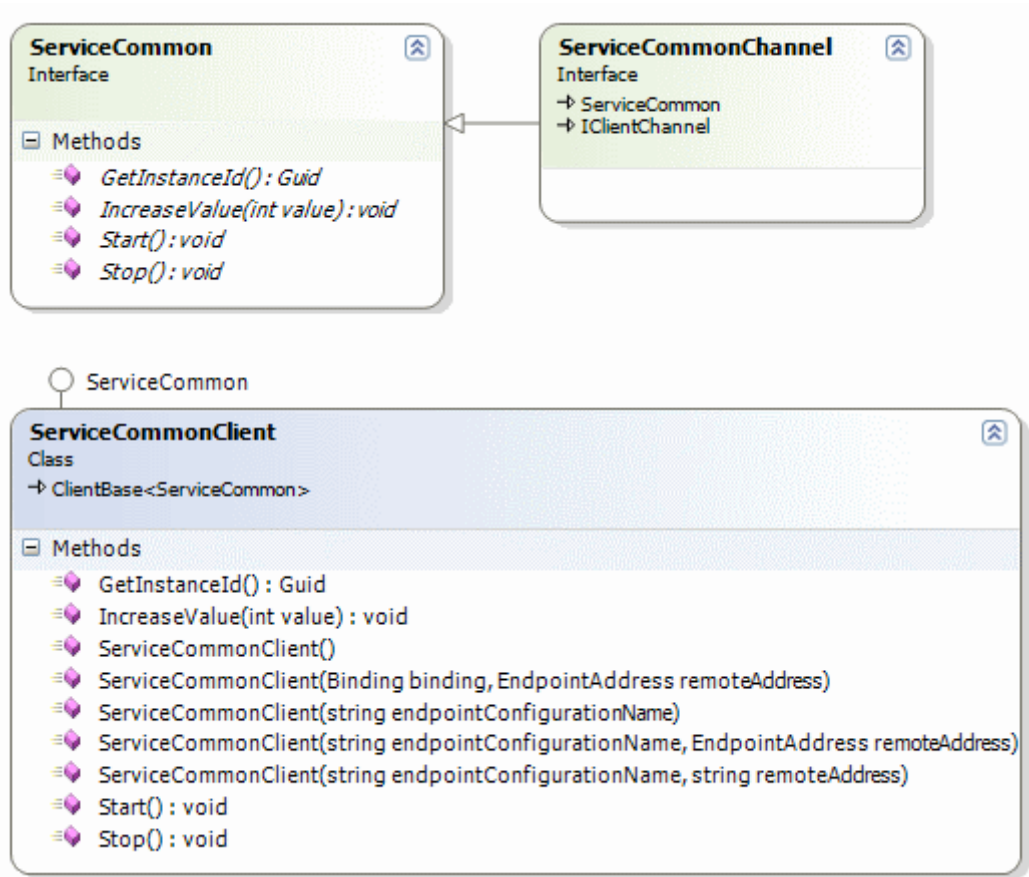 ServiceCommon
Interface
Methods
GetInstanceId() : Guid
IncreaseValue(int value) : void
Start() : void
Stop() : void
ServiceCommonChannel
Interface
ServiceCommon
IClientChannel
ServiceCommon
ServiceCommonClient
Class
ClientBase<ServiceCommon>
Methods
GetInstanceId() : Guid
IncreaseValue(int value) : void
ServiceCommonClient()
ServiceCommonClient(Binding binding, EndpointAddress remoteAddress)
ServiceCommonClient(string endpointConfigurationName)
ServiceCommonClient(string endpointConfigurationName, EndpointAddress remoteAddress)
ServiceCommonClient(string endpointConfigurationName, string remoteAddress)
Start() : void
Stop() : void